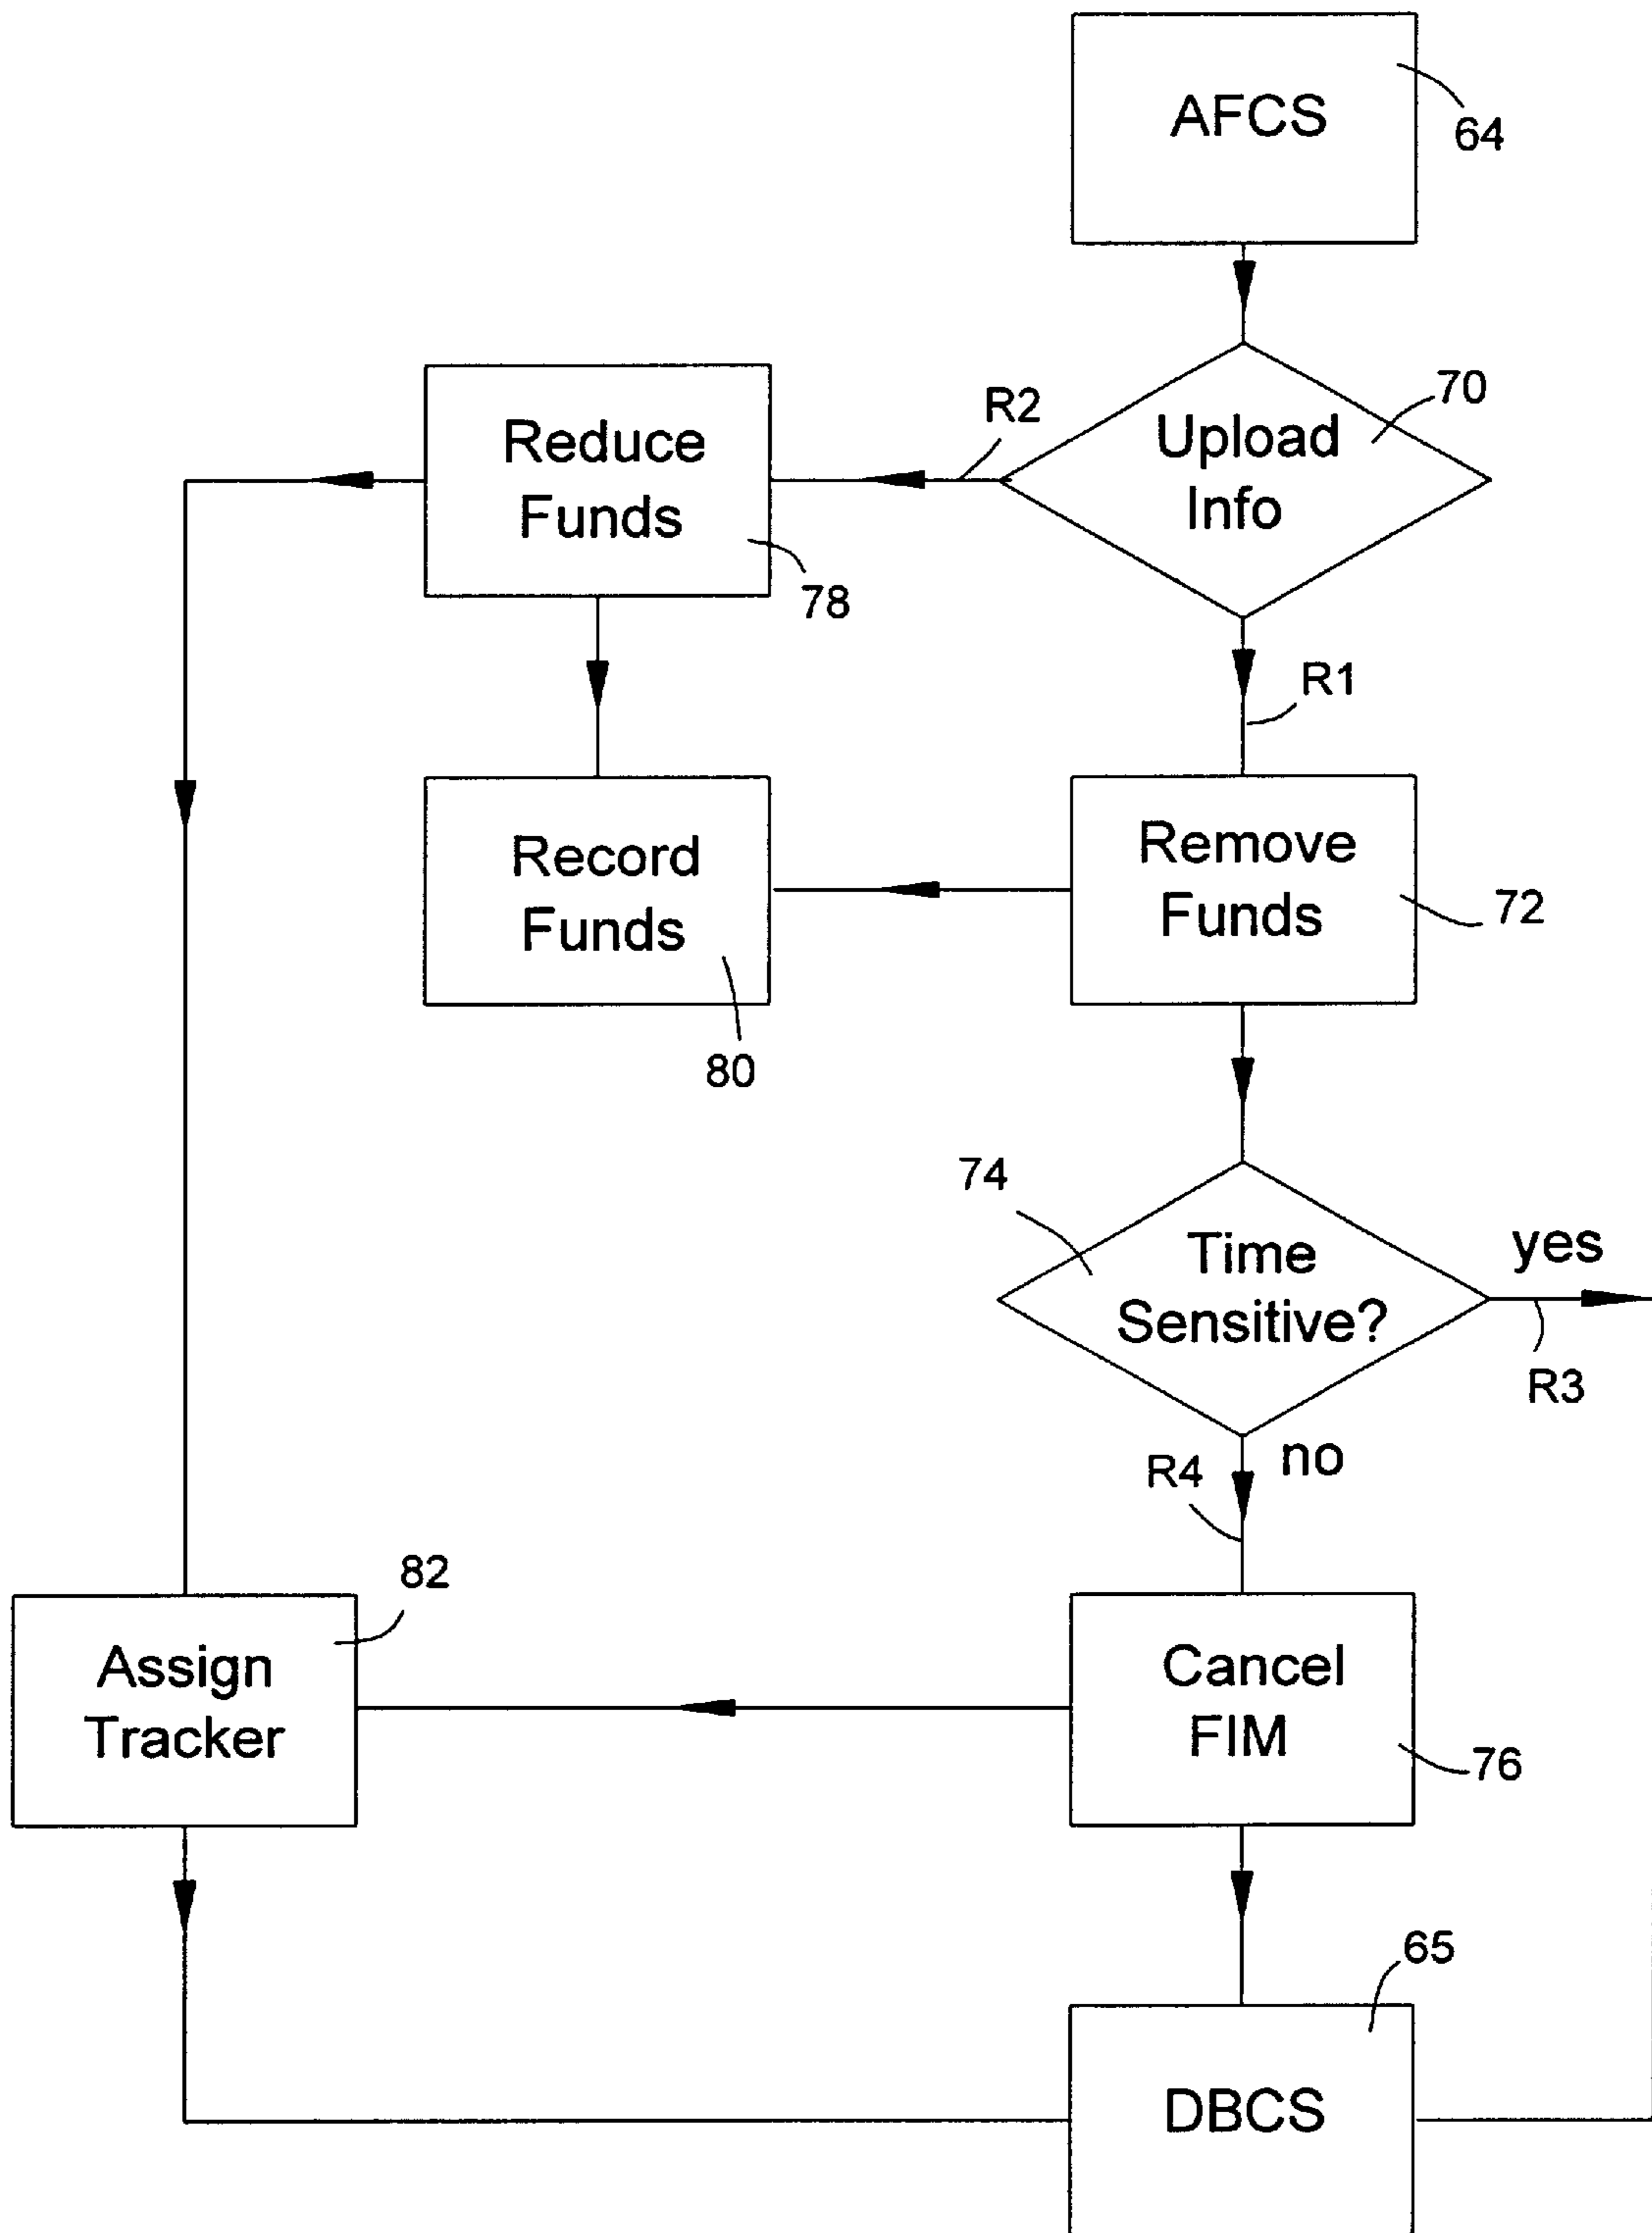 AFCS
64
Upload
Info
70
R2
Reduce
Funds
78
R1
Record
Funds
80
Remove
Funds
72
74
Time
Sensitive?
yes
R3
no
R4
82
Assign
Tracker
Cancel
FIM
76
65
DBCS